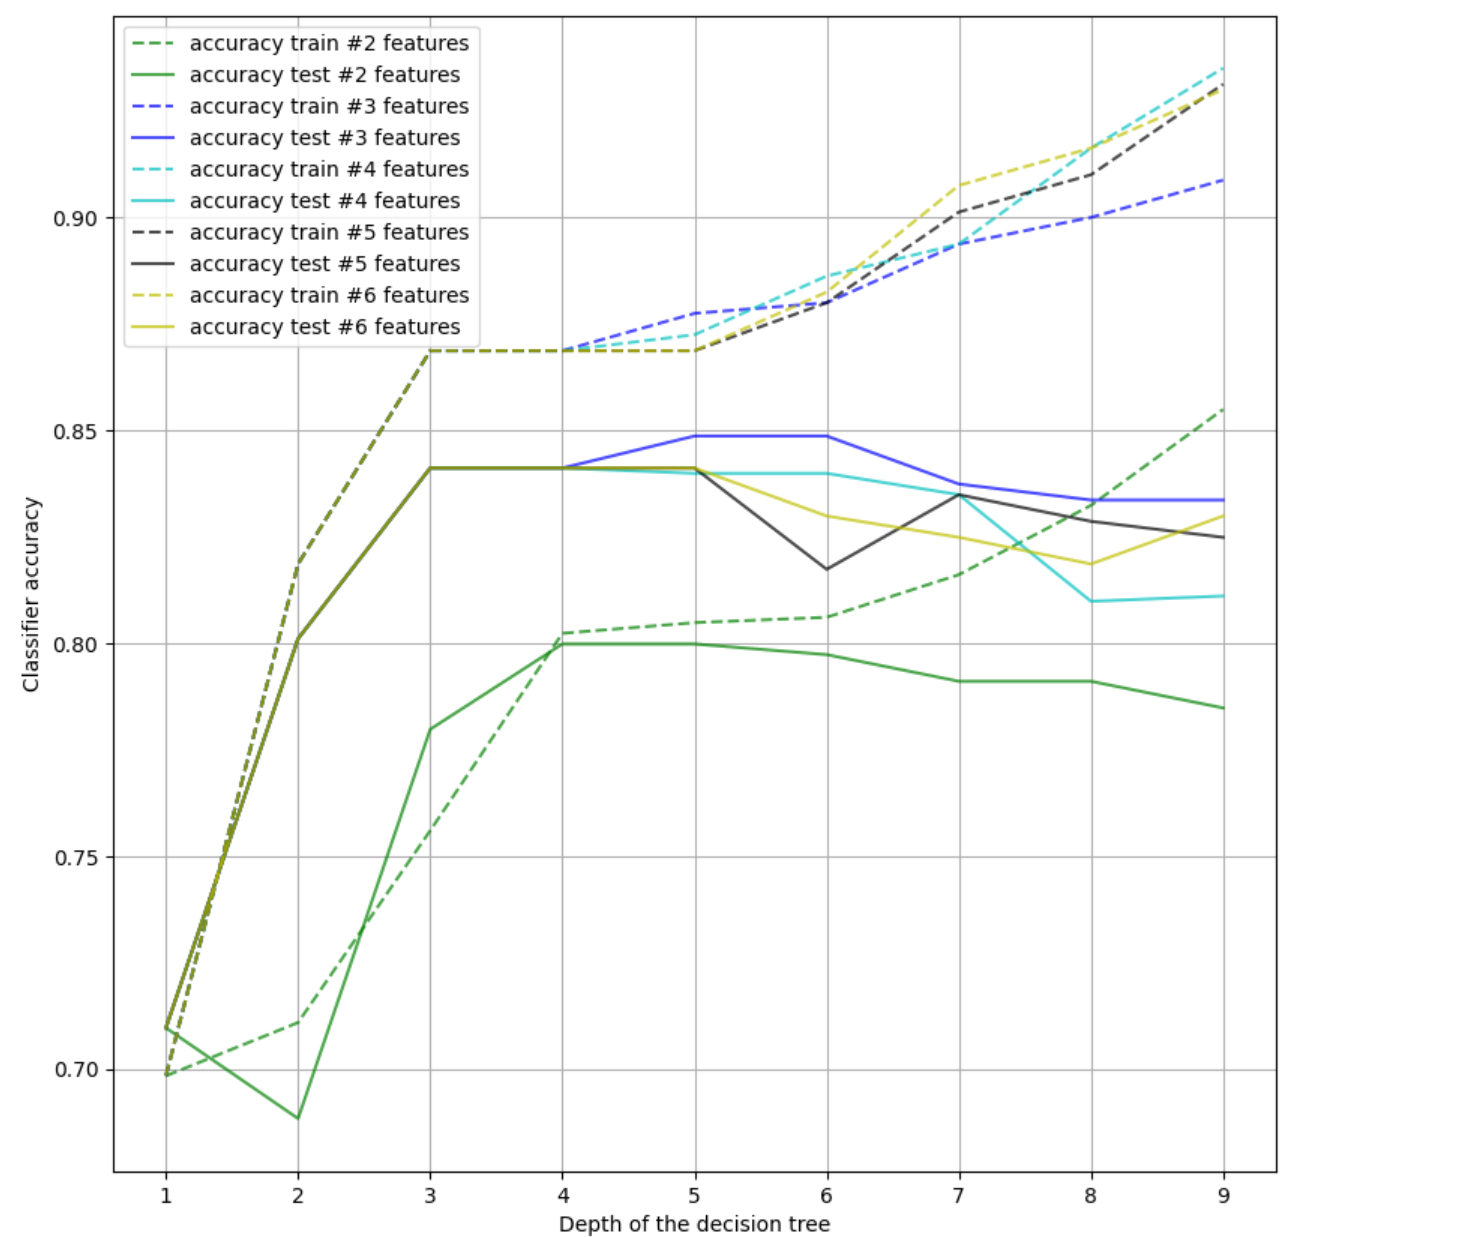 accuracy train #2 features
accuracy test #2 features
accuracy train #3 features
accuracy test #3 features
accuracy train #4 features
accuracy test #4 features
accuracy train #5 features
accuracy test #5 features
accuracy train #6 features
accuracy test #6 features
0.90
0.85
0.80
0.75
0.70
Classifier accuracy
1 2 3 4 5 6 7 8 9
Depth of the decision tree